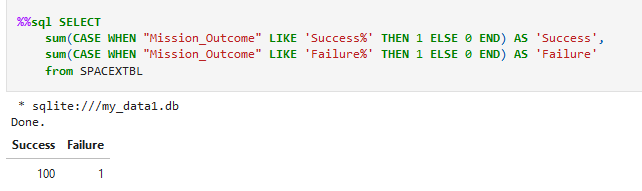 %%sql SELECT
sum(CASE WHEN "Mission_Outcome" LIKE 'Success%' THEN 1 ELSE 0 END) AS 'Success',
sum(CASE WHEN "Mission_Outcome" LIKE 'Failure%' THEN 1 ELSE 0 END) AS 'Failure'
from SPACEXTBL
* sqlite:///my_data1.db
Done.
Success Failure
100 1